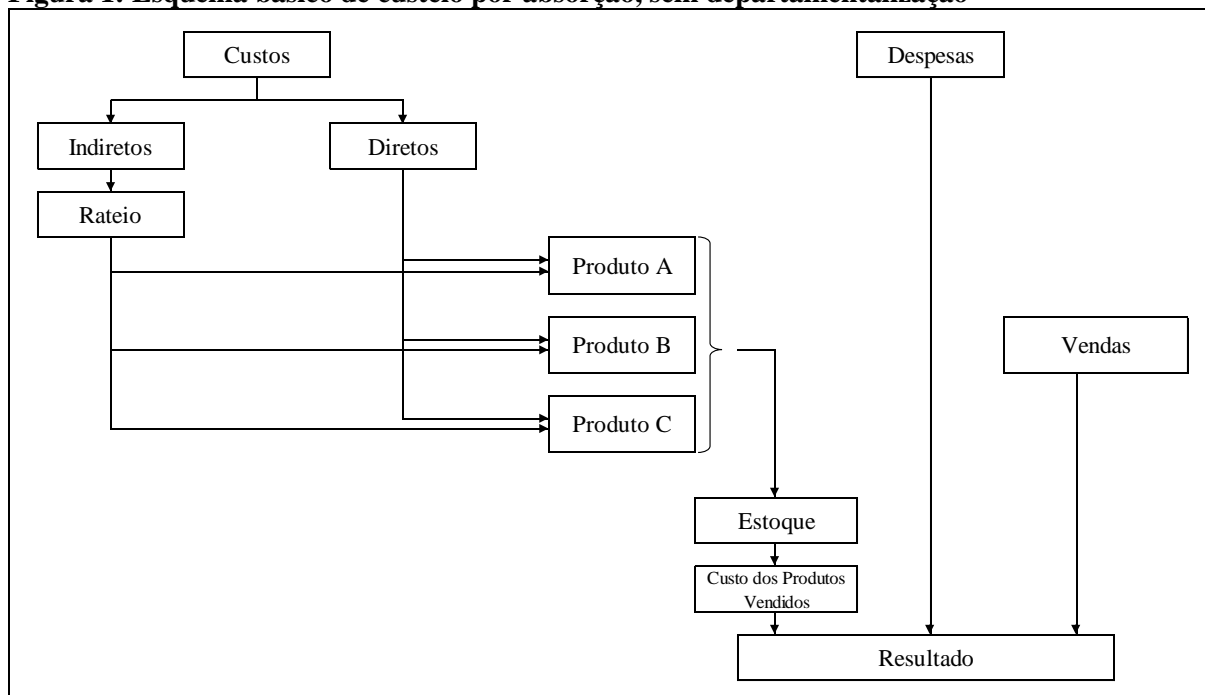 Figura 1: Esquema básico de custeio por absorção, sem departamentalização
Custos
Despesas
Indiretos
Diretos
Rateio
Produto A
Produto B
Vendas
Produto C
Estoque
Custo dos Produtos
Vendidos
Resultado